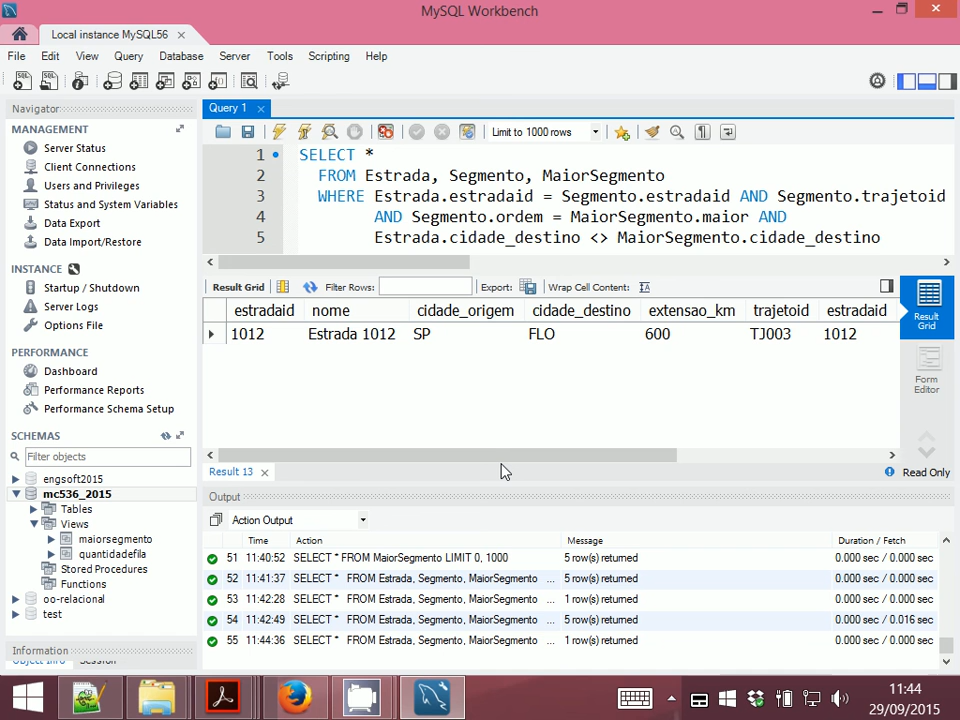 MySQL Workbench
Local instance MySQL56
File Edit View Query Database Server Tools Scripting Help
Navigator
MANAGEMENT
Server Status
Client Connections
Users and Privileges
Status and System Variables
Data Export
Data Import/Restore
INSTANCE
Startup / Shutdown
Server Logs
Options File
PERFORMANCE
Dashboard
Performance Reports
Performance Schema Setup
SCHEMAS
Filter objects
engsoft2015
mc536_2015
Tables
Views
maiorsegmento
quantidadefila
Stored Procedures
Functions
oo-relacional
test
Information
Object Info Session
Query 1
Limit to 1000 rows
1 SELECT *
2 FROM Estrada, Segmento, MaiorSegmento
3 WHERE Estrada.estradaid = Segmento.estradaid AND Segmento.trajetoid
4 AND Segmento.ordem = MaiorSegmento.maior AND
5 Estrada.cidade_destino <> MaiorSegmento.cidade_destino
Result Grid Filter Rows: Export: Wrap Cell Content:
estradaid nome cidade_origem cidade_destino extensao_km trajetoid estradaid
1012 Estrada 1012 SP FLO 600 TJ003 1012
Result Grid
Form Editor
Result 13
Read Only
Output
Action Output
Time Action Message Duration / Fetch
51 11:40:52 SELECT * FROM MaiorSegmento LIMIT 0, 1000 5 row(s) returned 0.000 sec / 0.000 sec
52 11:41:37 SELECT * FROM Estrada, Segmento, MaiorSegmento ... 5 row(s) returned 0.000 sec / 0.000 sec
53 11:42:28 SELECT * FROM Estrada, Segmento, MaiorSegmento ... 1 row(s) returned 0.000 sec / 0.000 sec
54 11:42:49 SELECT * FROM Estrada, Segmento, MaiorSegmento ... 5 row(s) returned 0.000 sec / 0.016 sec
55 11:44:36 SELECT * FROM Estrada, Segmento, MaiorSegmento ... 1 row(s) returned 0.000 sec / 0.000 sec
11:44
29/09/2015